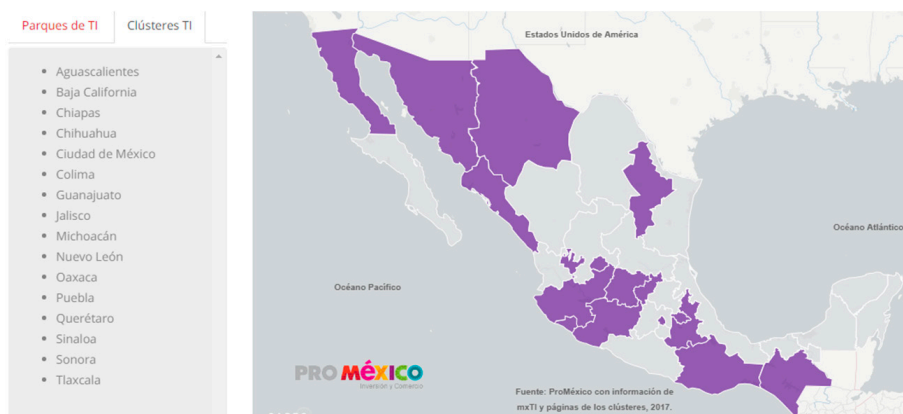 Parques de TI
Clústeres TI
Aguascalientes
Baja California
Chiapas
Chihuahua
Ciudad de México
Colima
Guanajuato
Jalisco
Michoacán
Nuevo León
Oaxaca
Puebla
Querétaro
Sinaloa
Sonora
Tlaxcala
Estados Unidos de América
Océano Atlántico
Océano Pacífico
PRO MÉXICO
Inversión y Comercio
Fuente: ProMéxico con información de
mxTI y páginas de los clústeres, 2017.